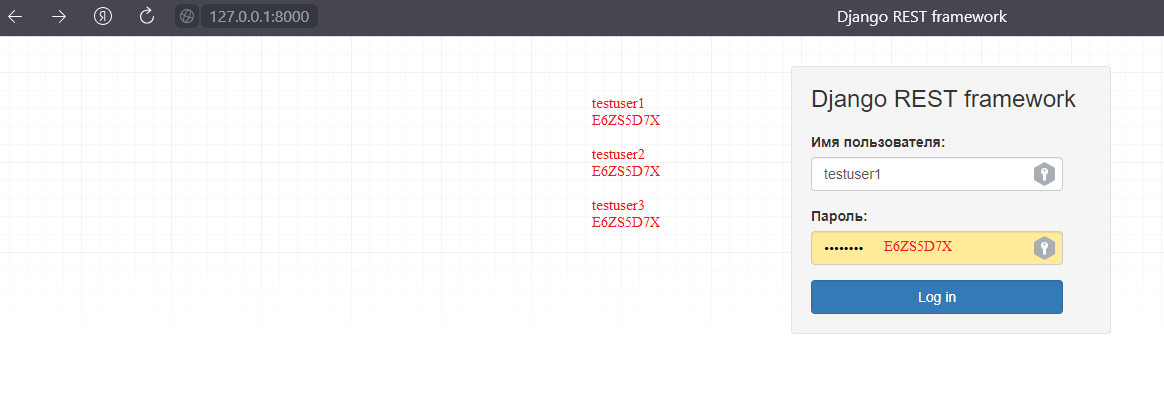 Я
127.0.0.1:8000
Django REST framework
testuser1
E6ZS5D7X
testuser2
E6ZS5D7X
testuser3
E6ZS5D7X
Django REST framework
Имя пользователя:
testuser1
Пароль:
•••••••• E6ZS5D7X
Log in